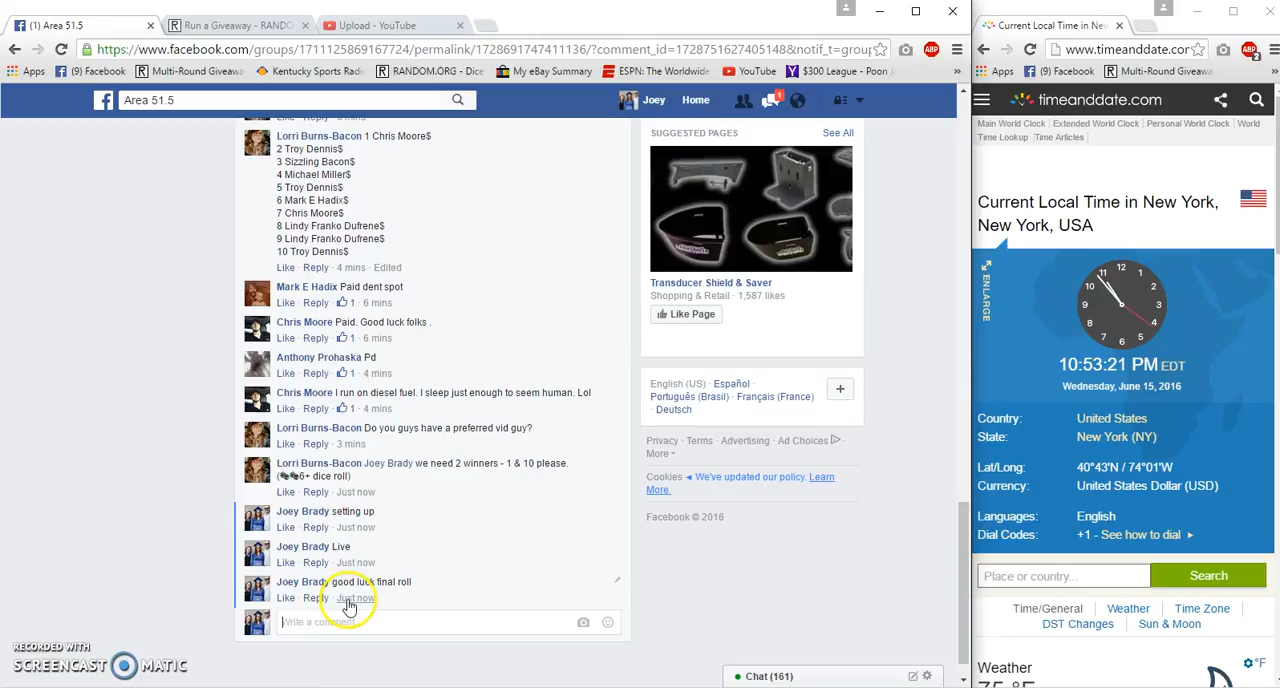 (1) Area 51.5
Run a Giveaway - RANDO
Upload - YouTube
Current Local Time in New
https://www.facebook.com/groups/1711125869167724/permalink/1728691747411136/?comment_id=1728751627405148&notif_t=group
www.timeanddate.com
Apps
(9) Facebook
Multi-Round Giveaway
Kentucky Sports Radi
RANDOM.ORG - Dice
My eBay Summary
ESPN: The Worldwide
YouTube
$300 League - Poon J
»
Apps
(9) Facebook
Multi-Round Giveaw
»
Area 51.5
Joey
Home
1
timeanddate.com
Main World Clock
Extended World Clock
Personal World Clock
World
Time Lookup
Time Articles
Lorri Burns-Bacon 1 Chris Moore$
2 Troy Dennis$
3 Sizzling Bacon$
4 Michael Miller$
5 Troy Dennis$
6 Mark E Hadix$
7 Chris Moore$
8 Lindy Franko Dufrene$
9 Lindy Franko Dufrene$
10 Troy Dennis$
Like · Reply · 4 mins · Edited
Mark E Hadix Paid dent spot
Like · Reply · 1 · 6 mins
Chris Moore Paid. Good luck folks .
Like · Reply · 1 · 6 mins
Anthony Prohaska Pd
Like · Reply · 1 · 4 mins
Chris Moore I run on diesel fuel. I sleep just enough to seem human. Lol
Like · Reply · 1 · 4 mins
Lorri Burns-Bacon Do you guys have a preferred vid guy?
Like · Reply · 3 mins
Lorri Burns-Bacon Joey Brady we need 2 winners - 1 & 10 please.
(6+ dice roll)
Like · Reply · Just now
Joey Brady setting up
Like · Reply · Just now
Joey Brady Live
Like · Reply · Just now
Joey Brady good luck final roll
Like · Reply · Just now
Write a comment...
SUGGESTED PAGES
See All
Transducer Shield & Saver
Shopping & Retail · 1,587 likes
Like Page
English (US) · Español ·
Português (Brasil) · Français (France)
· Deutsch
+
Privacy · Terms · Advertising · Ad Choices ·
More
Cookies ◄ We've updated our policy. Learn
More.
Facebook © 2016
Chat (161)
RECORDED WITH
SCREENCAST MATIC
Current Local Time in New York,
New York, USA
ENLARGE
12
1
2
3
4
5
6
7
8
9
10
11
10:53:21 PM EDT
Wednesday, June 15, 2016
Country:
United States
State:
New York (NY)
Lat/Long:
40°43'N / 74°01'W
Currency:
United States Dollar (USD)
Languages:
English
Dial Codes:
+1 - See how to dial
Place or country...
Search
Time/General
Weather
Time Zone
DST Changes
Sun & Moon
Weather
°F